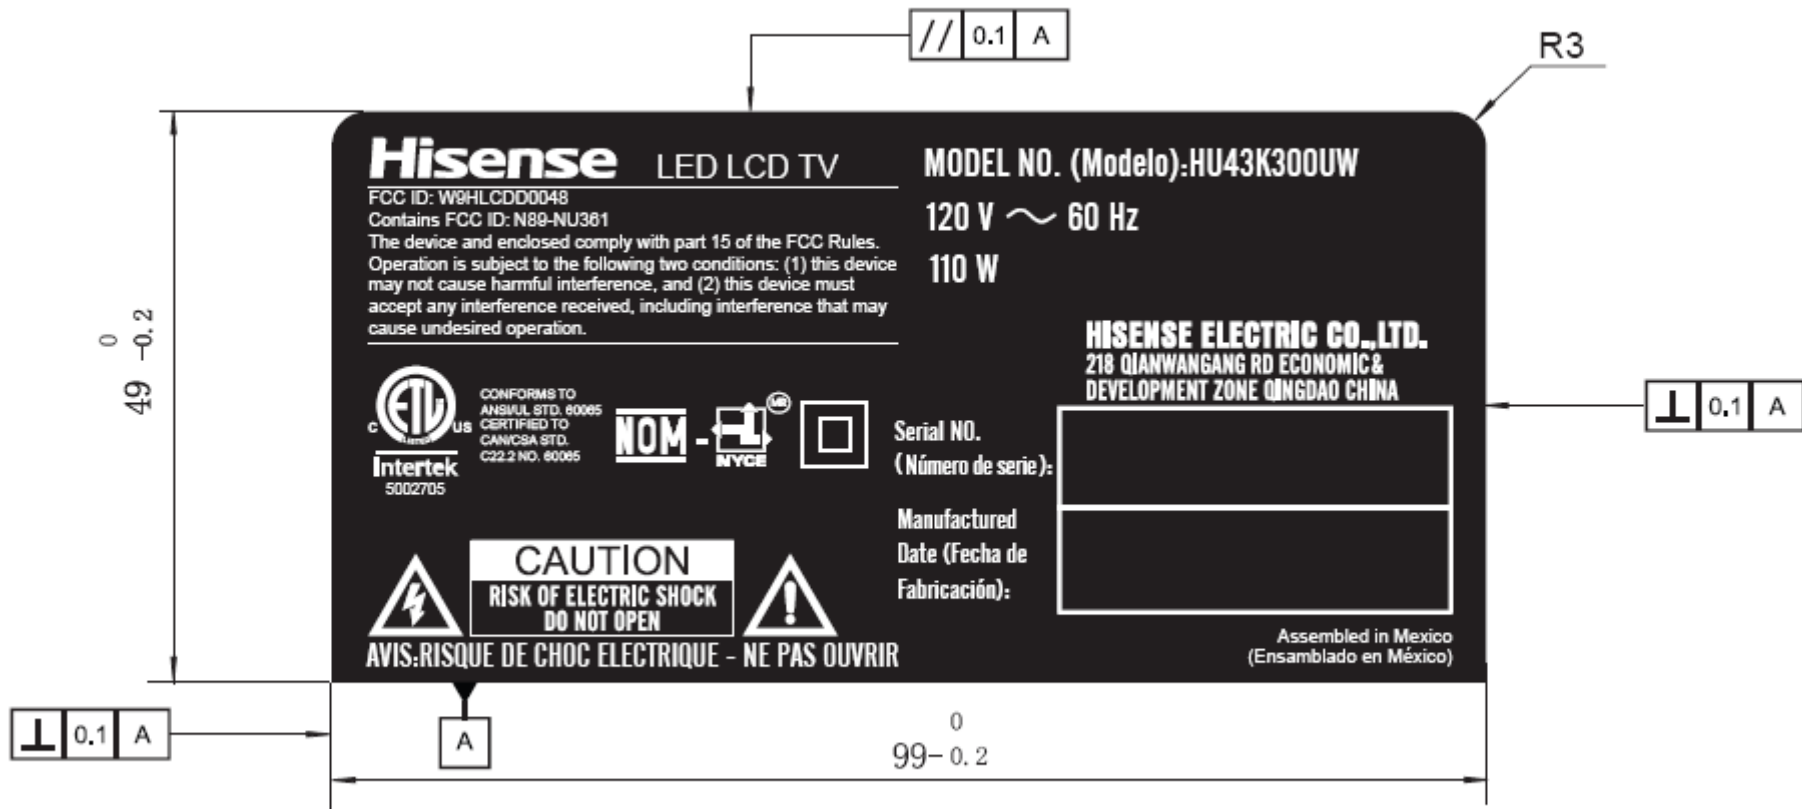 // 0.1 A
R3
Hisense LED LCD TV
FCC ID: W9HLCDD0048
Contains FCC ID: N89-NU361
The device and enclosed comply with part 15 of the FCC Rules.
Operation is subject to the following two conditions: (1) this device
may not cause harmful interference, and (2) this device must
accept any interference received, including interference that may
cause undesired operation.
MODEL NO. (Modelo):HU43K300UW
120 V ～ 60 Hz
110 W
HISENSE ELECTRIC CO.,LTD.
218 QIANWANGANG RD ECONOMIC&
DEVELOPMENT ZONE QINGDAO CHINA
0
49 -0.2
⊥ 0.1 A
ETL
C US
LISTED
Intertek
5002705
CONFORMS TO
ANSI/UL STD. 60065
CERTIFIED TO
CAN/CSA STD.
C22.2 NO. 60065
NOM -
NYCE
MR
Serial NO.
(Número de serie):
Manufactured
Date (Fecha de
Fabricación):
CAUTION
RISK OF ELECTRIC SHOCK
DO NOT OPEN
AVIS:RISQUE DE CHOC ELECTRIQUE - NE PAS OUVRIR
Assembled in Mexico
(Ensamblado en México)
⊥ 0.1 A
A
0
99-0.2